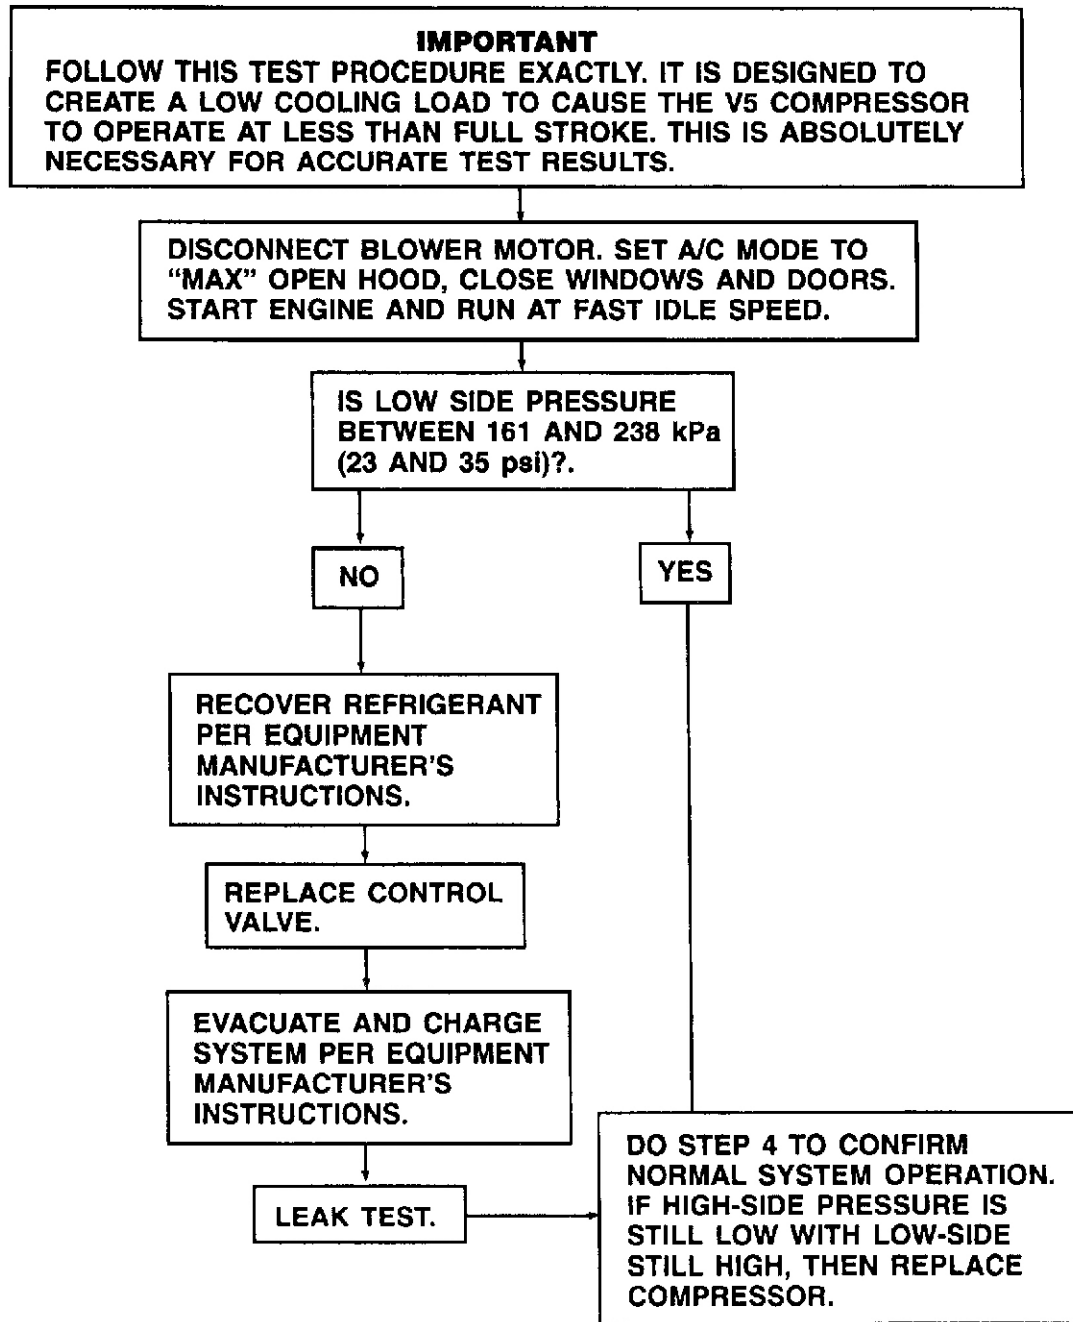 IMPORTANT
FOLLOW THIS TEST PROCEDURE EXACTLY. IT IS DESIGNED TO
CREATE A LOW COOLING LOAD TO CAUSE THE V5 COMPRESSOR
TO OPERATE AT LESS THAN FULL STROKE. THIS IS ABSOLUTELY
NECESSARY FOR ACCURATE TEST RESULTS.
DISCONNECT BLOWER MOTOR. SET A/C MODE TO
“MAX” OPEN HOOD, CLOSE WINDOWS AND DOORS.
START ENGINE AND RUN AT FAST IDLE SPEED.
IS LOW SIDE PRESSURE
BETWEEN 161 AND 238 kPa
(23 AND 35 psi)?.
NO
YES
RECOVER REFRIGERANT
PER EQUIPMENT
MANUFACTURER’S
INSTRUCTIONS.
REPLACE CONTROL
VALVE.
EVACUATE AND CHARGE
SYSTEM PER EQUIPMENT
MANUFACTURER’S
INSTRUCTIONS.
LEAK TEST.
DO STEP 4 TO CONFIRM
NORMAL SYSTEM OPERATION.
IF HIGH-SIDE PRESSURE IS
STILL LOW WITH LOW-SIDE
STILL HIGH, THEN REPLACE
COMPRESSOR.